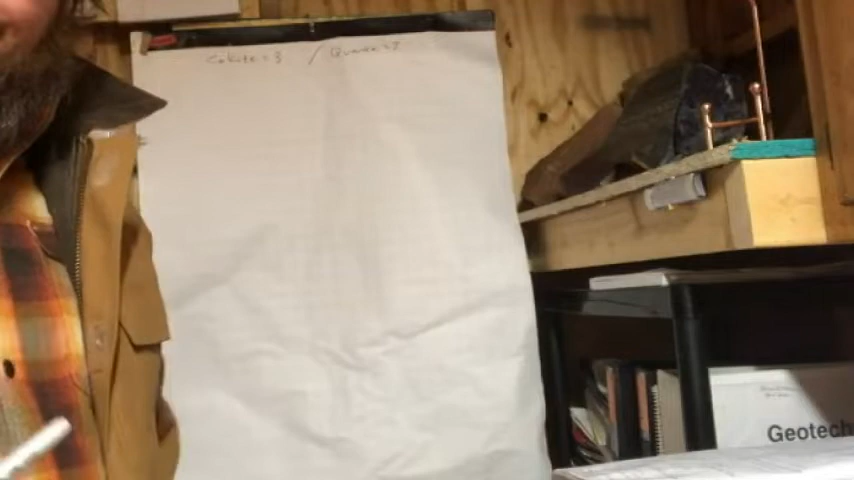 Calcite = 3 / Quartz = 7
Geotech